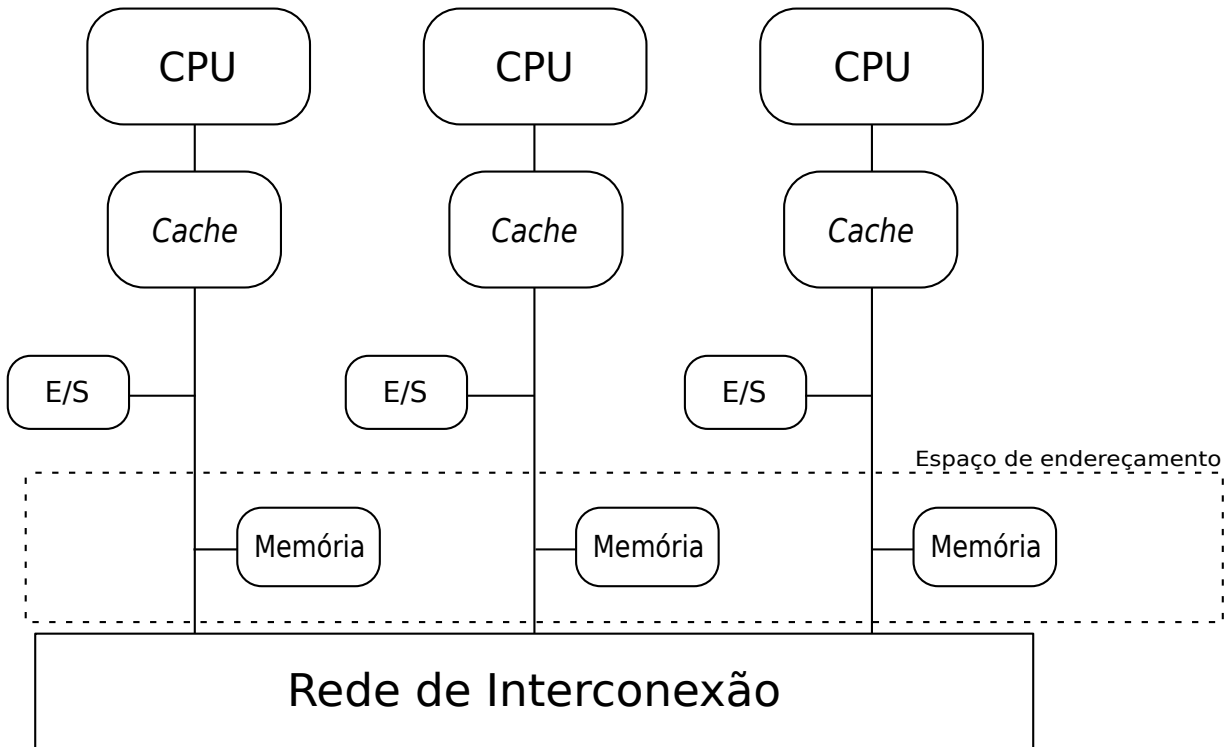 CPU
CPU
CPU
Cache
Cache
Cache
E/S
E/S
E/S
Espaço de endereçamento
Memória
Memória
Memória
Rede de Interconexão